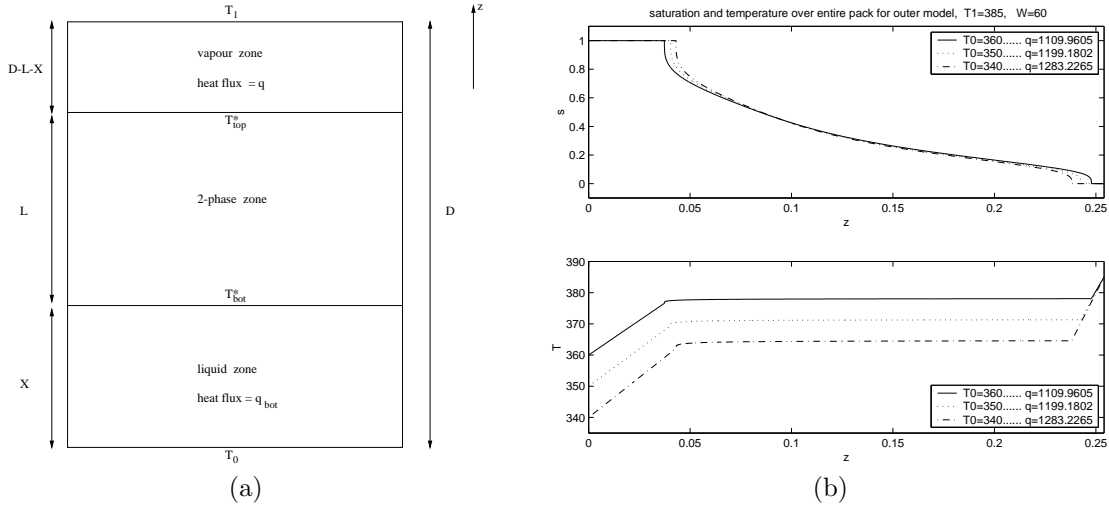 T1
z
vapour zone
D-L-X
heat flux = q
T*top
2-phase zone
L
D
T*bot
liquid zone
X
heat flux = q bot
T0
(a)
saturation and temperature over entire pack for outer model, T1=385, W=60
T0=360...... q=1109.9605
T0=350...... q=1199.1802
T0=340...... q=1283.2265
1
0.8
0.6
0.4
0.2
0
s
0 0.05 0.1 0.15 0.2 0.25
z
390
380
370
360
350
340
T
T0=360...... q=1109.9605
T0=350...... q=1199.1802
T0=340...... q=1283.2265
0 0.05 0.1 0.15 0.2 0.25
z
(b)